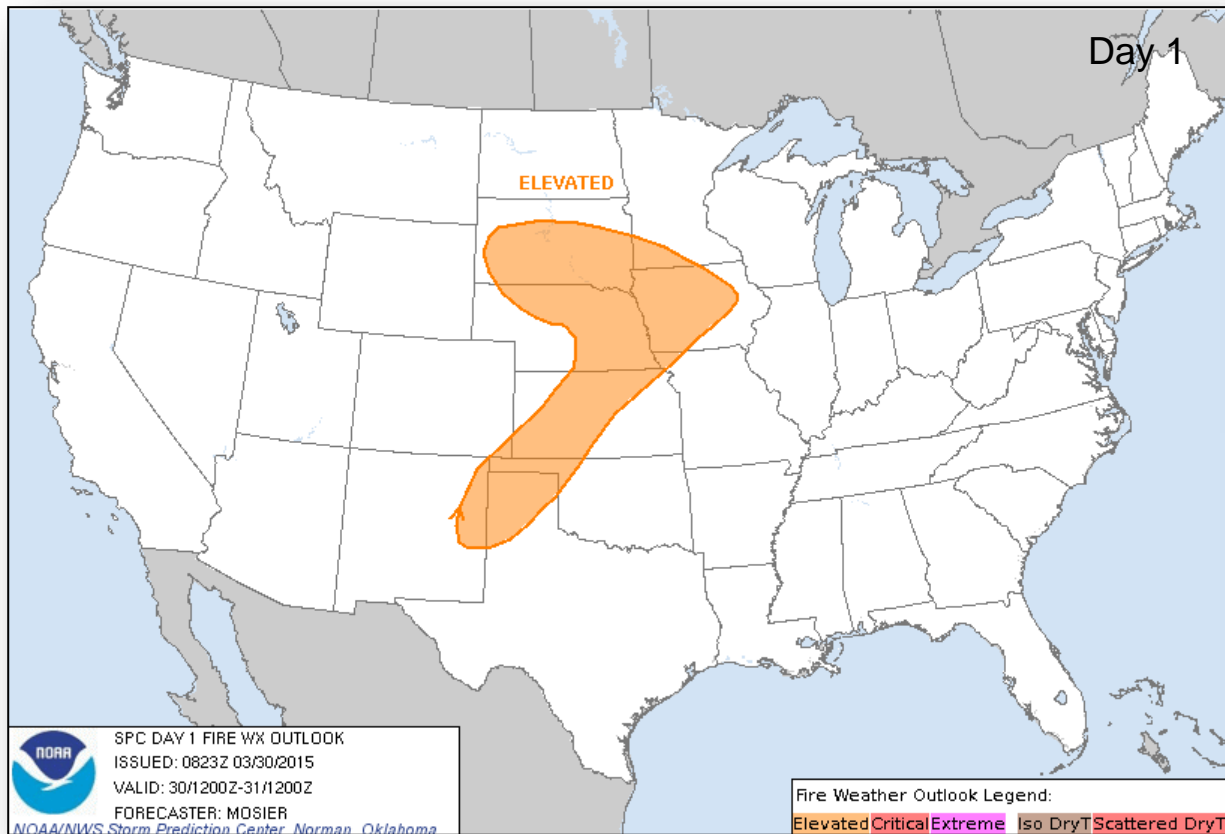 Day 1
ELEVATED
NOAA
SPC DAY 1 FIRE WX OUTLOOK
ISSUED: 0823Z 03/30/2015
VALID: 30/1200Z-31/1200Z
FORECASTER: MOSIER
NOAA/NWS Storm Prediction Center, Norman, Oklahoma
Fire Weather Outlook Legend:
Elevated Critical Extreme Iso DryT Scattered DryT